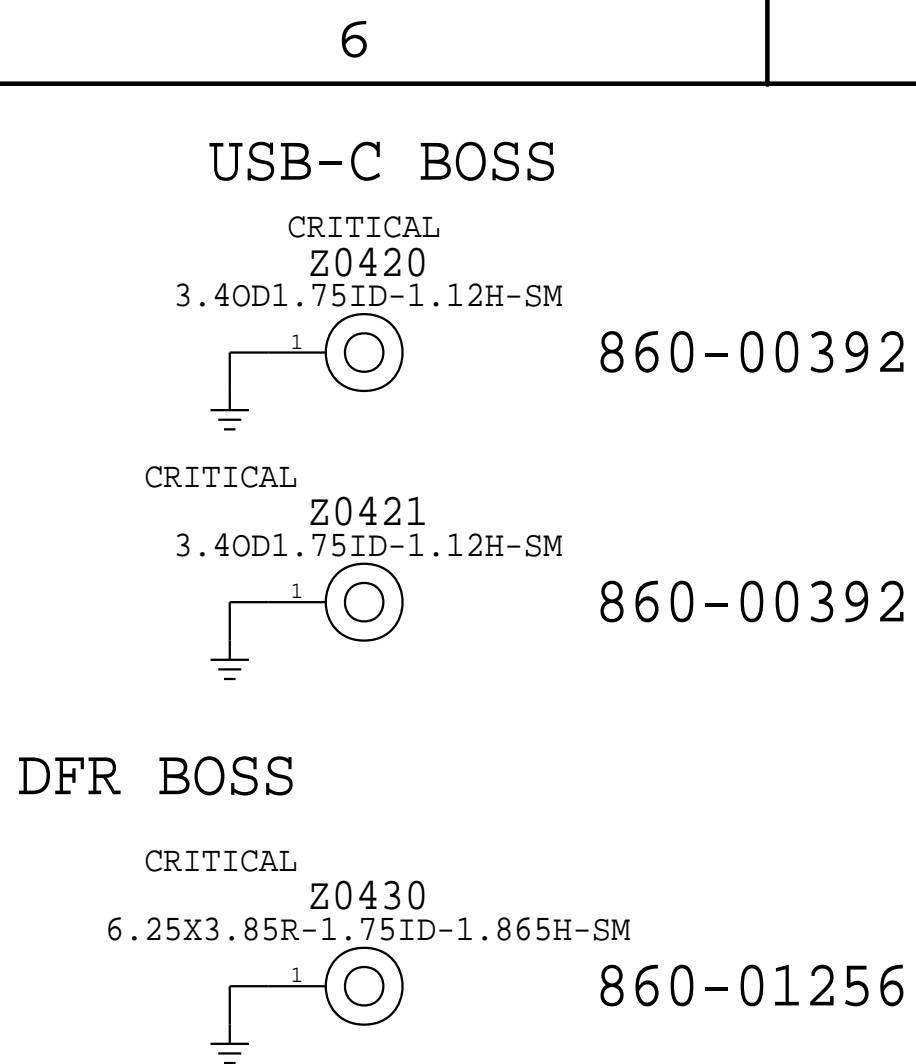 6
USB-C BOSS
CRITICAL
Z0420
3.4OD1.75ID-1.12H-SM
1
860-00392
CRITICAL
Z0421
3.4OD1.75ID-1.12H-SM
1
860-00392
DFR BOSS
CRITICAL
Z0430
6.25X3.85R-1.75ID-1.865H-SM
1
860-01256